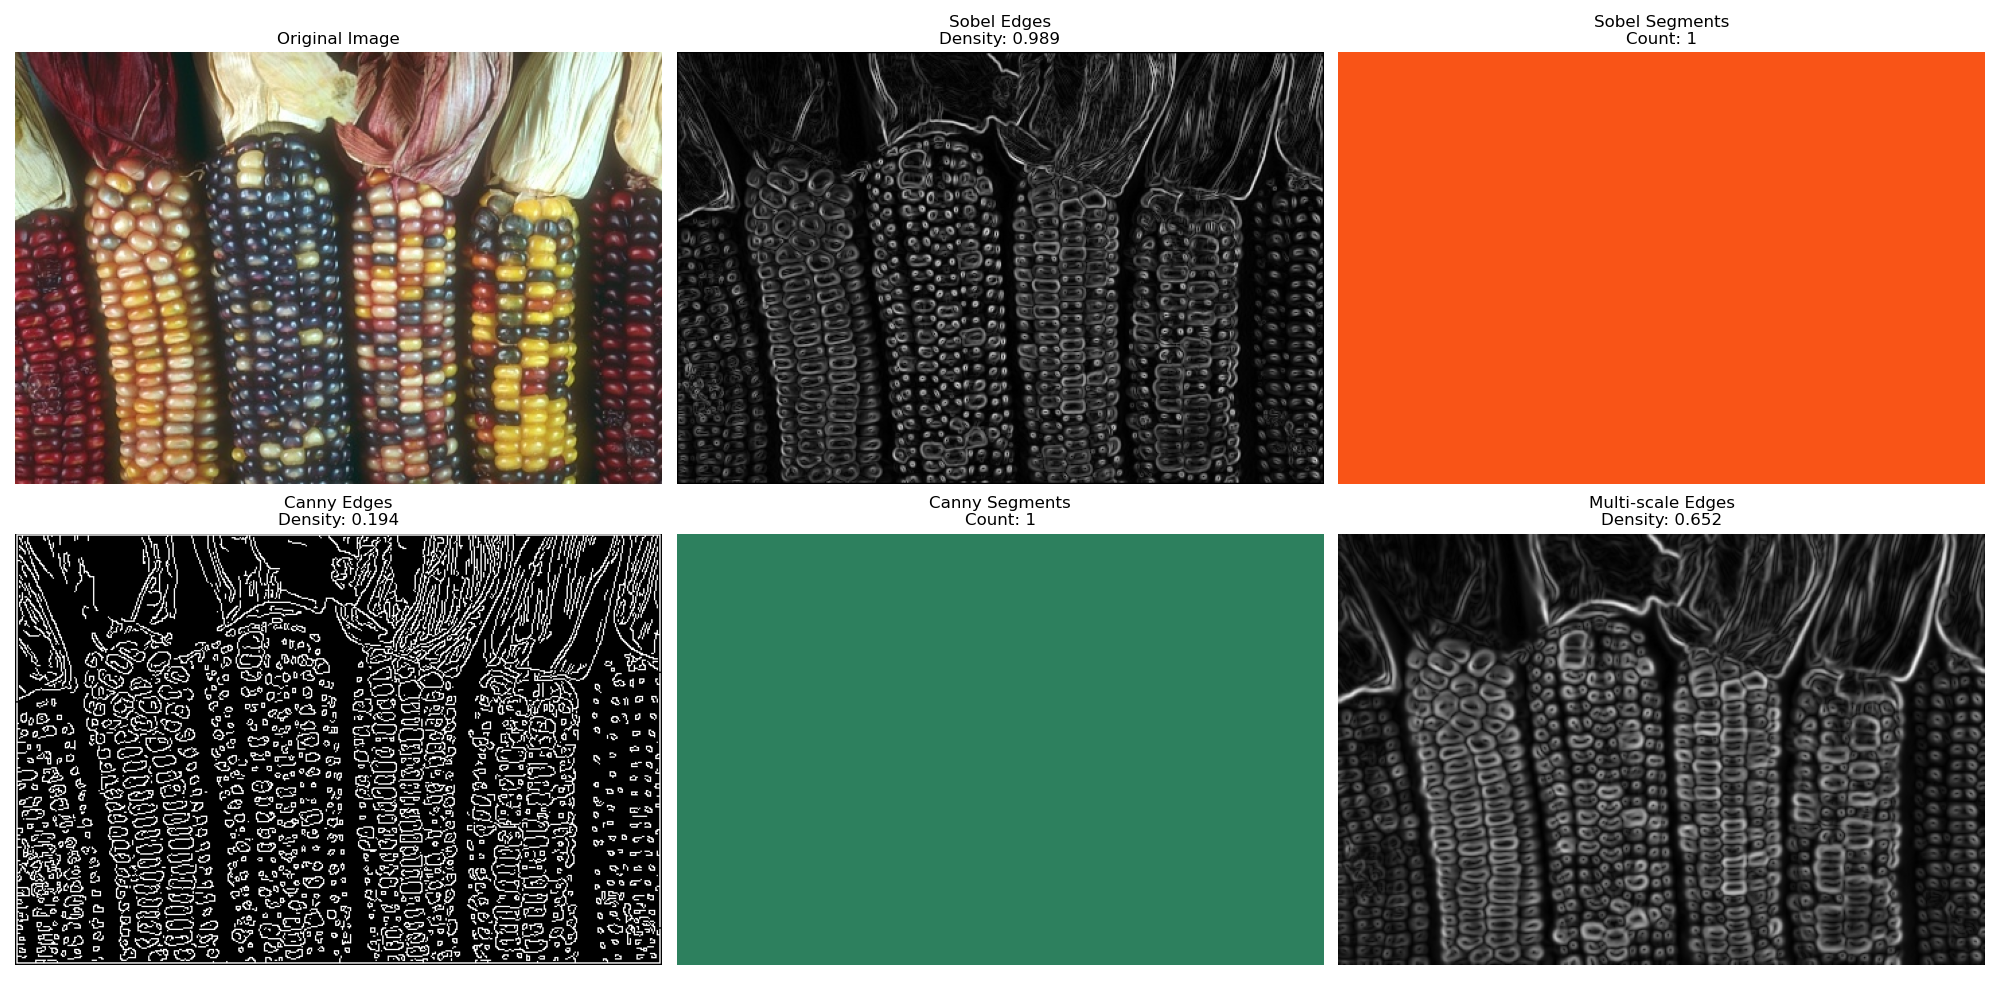 Original Image
Sobel Edges
Density: 0.989
Sobel Segments
Count: 1
Canny Edges
Density: 0.194
Canny Segments
Count: 1
Multi-scale Edges
Density: 0.652